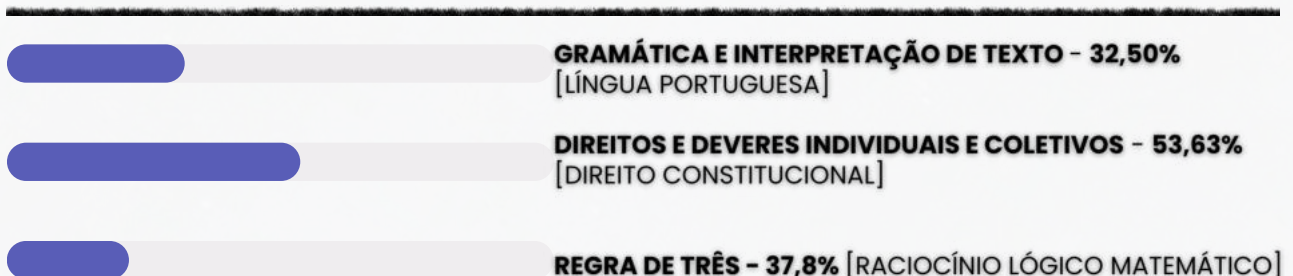 GRAMÁTICA E INTERPRETAÇÃO DE TEXTO - 32,50%
[LÍNGUA PORTUGUESA]
DIREITOS E DEVERES INDIVIDUAIS E COLETIVOS - 53,63%
[DIREITO CONSTITUCIONAL]
REGRA DE TRÊS - 37,8% [RACIOCÍNIO LÓGICO MATEMÁTICO]